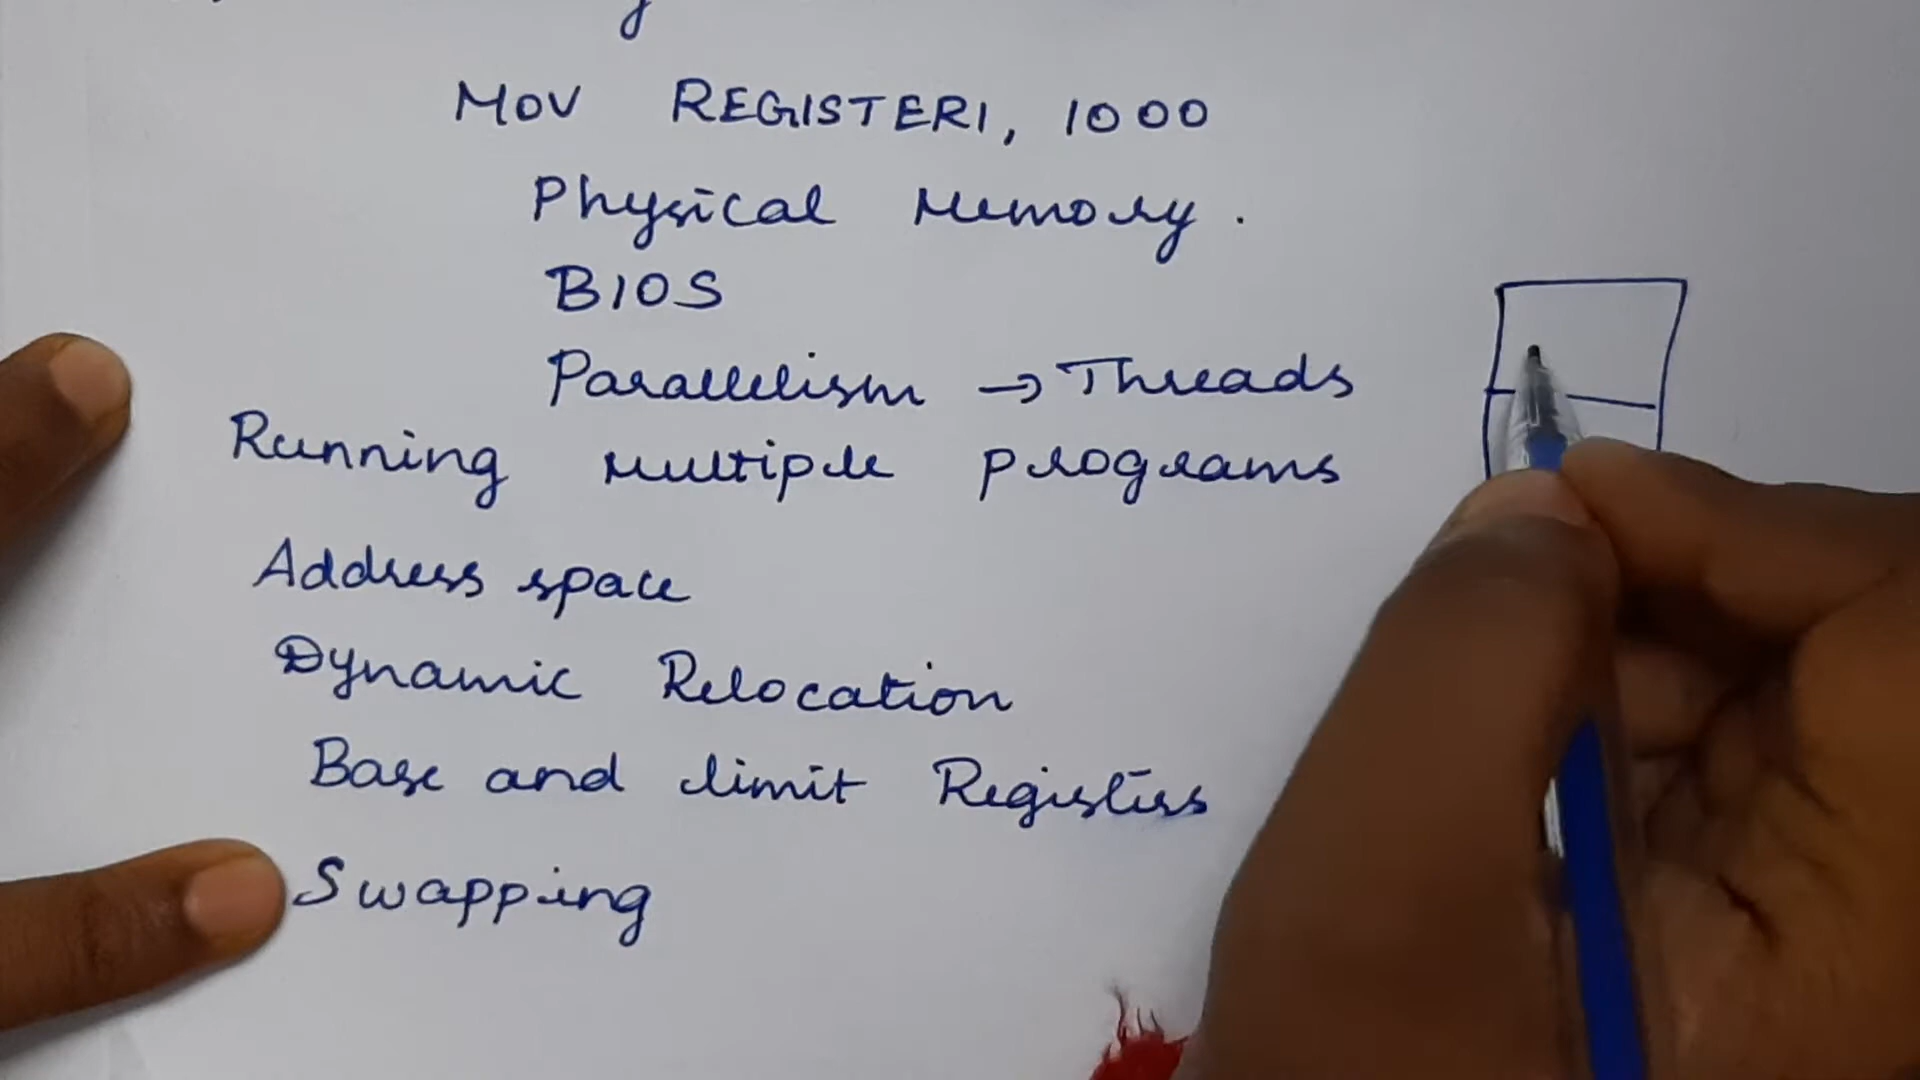 MOV REGISTER1, 1000
Physical Memory.
BIOS
Parallelism → Threads
Running multiple programs
Address space
Dynamic Relocation
Base and limit Registers
Swapping